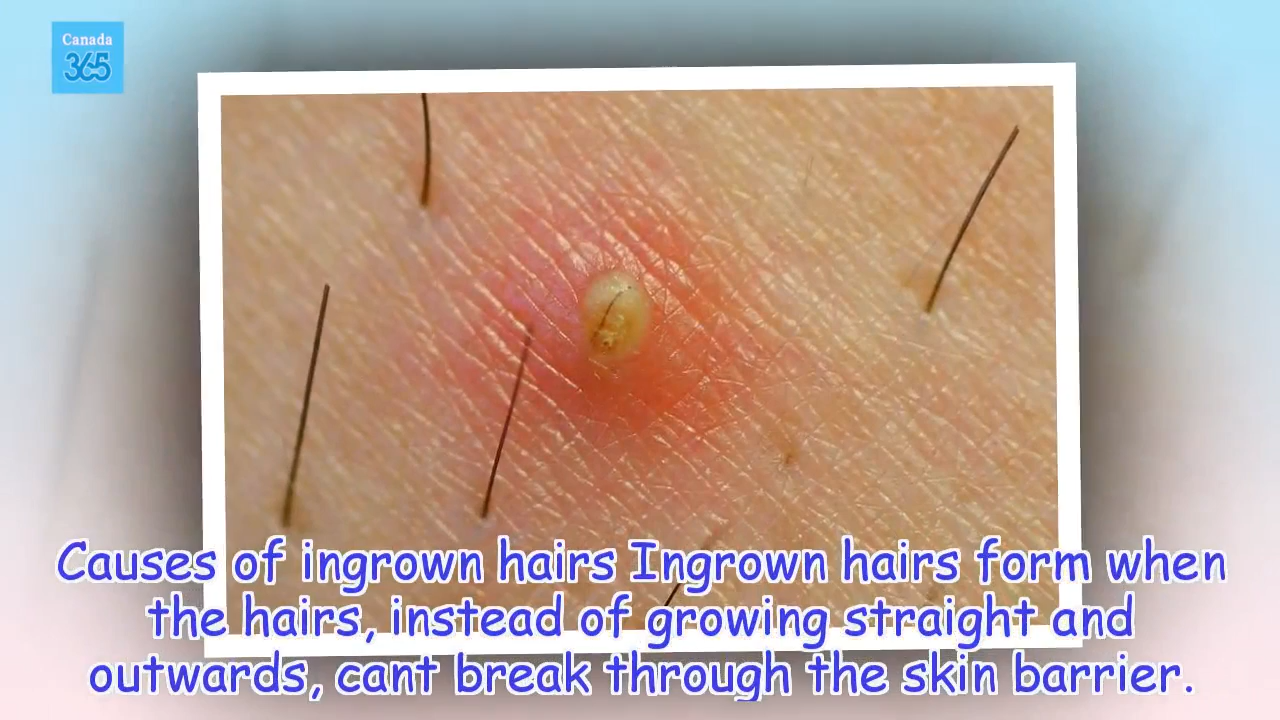 Canada
365
Causes of ingrown hairs Ingrown hairs form when
the hairs, instead of growing straight and
outwards, cant break through the skin barrier.